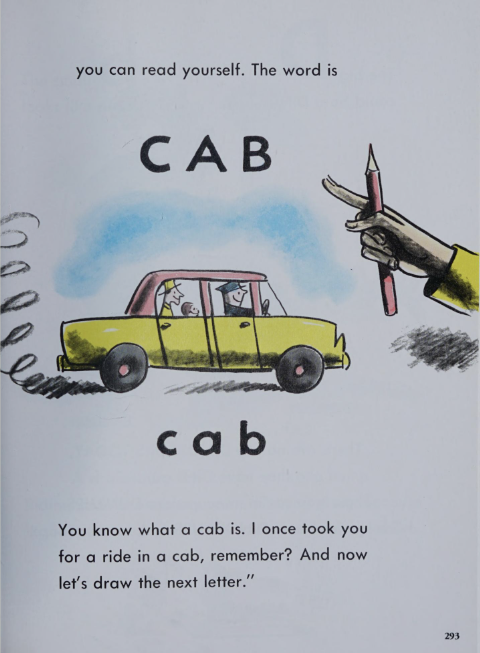 you can read yourself. The word is
CAB
cab
You know what a cab is. I once took you
for a ride in a cab, remember? And now
let's draw the next letter.”
293